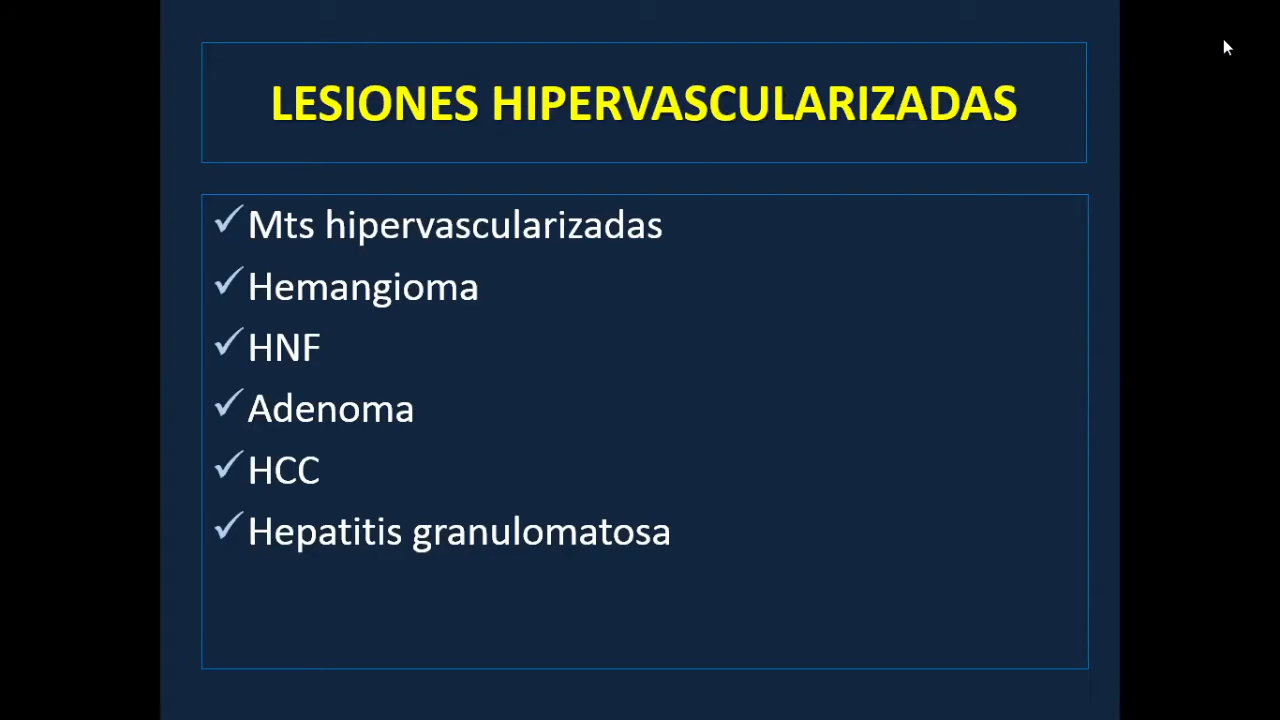 LESIONES HIPERVASCULARIZADAS
✓Mts hipervascularizadas
✓Hemangioma
✓HNF
✓Adenoma
✓HCC
✓Hepatitis granulomatosa